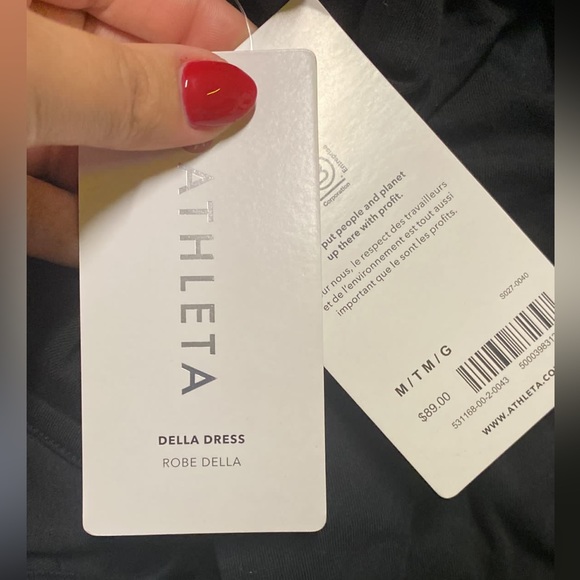 ATHLETA
DELLA DRESS
ROBE DELLA
Corporation
Entreprise
put people and planet
up there with profit.
ur nous, le respect des travailleurs
et de l'environnement est tout aussi
important que le sont les profits.
S027-0040
M / T M / G
$89.00
531168-00-2-0043
WWW.ATHLETA.CO